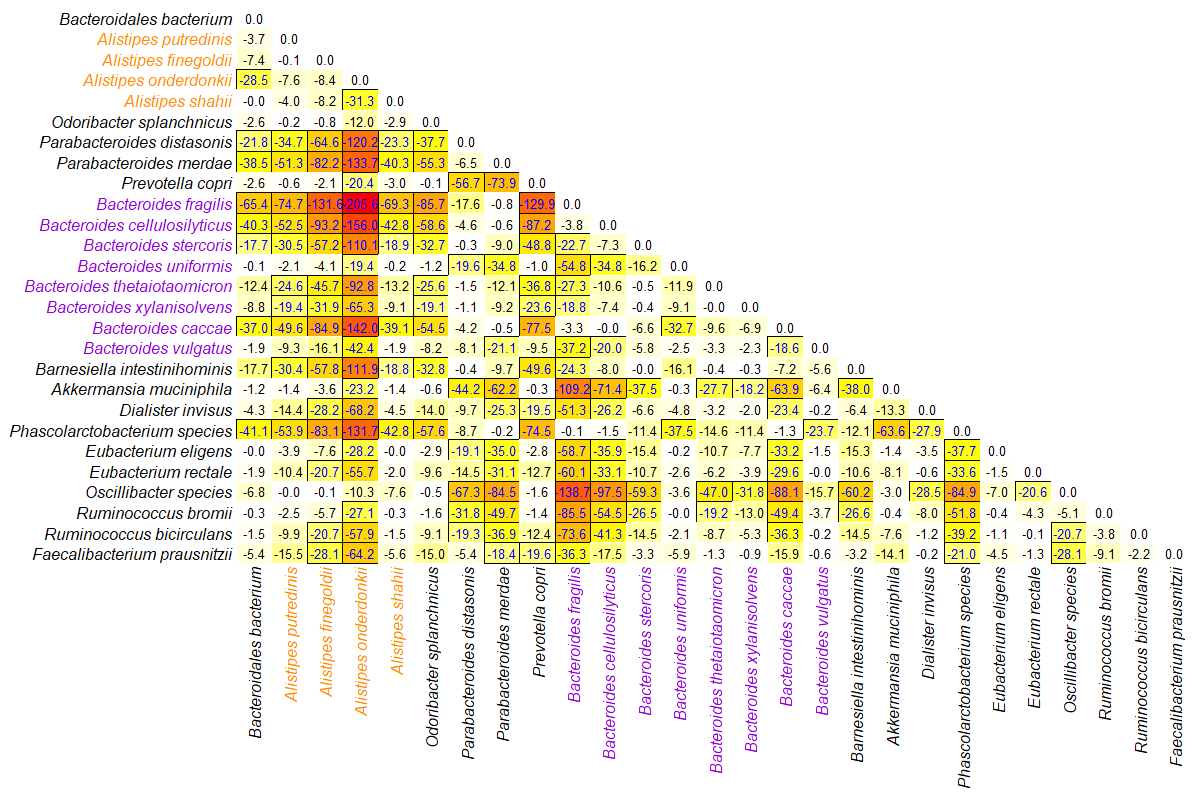 Bacteroidales bacterium 0.0
Alistipes putredinis -3.7 0.0
Alistipes finegoldii -7.4 -0.1 0.0
Alistipes onderdonkii -28.5 -7.6 -8.4 0.0
Alistipes shahii -0.0 -4.0 -8.2 -31.3 0.0
Odoribacter splanchnicus -2.6 -0.2 -0.8 -12.0 -2.9 0.0
Parabacteroides distasonis -21.8 -34.7 -64.6 -120.2 -23.3 -37.7 0.0
Parabacteroides merdae -38.5 -51.3 -82.2 -133.7 -40.3 -55.3 -6.5 0.0
Prevotella copri -2.6 -0.6 -2.1 -20.4 -3.0 -0.1 -56.7 -73.9 0.0
Bacteroides fragilis -65.4 -74.7 -131.6 -205.6 -69.3 -85.7 -17.6 -0.8 -129.9 0.0
Bacteroides cellulosilyticus -40.3 -52.5 -93.2 -156.0 -42.8 -58.6 -4.6 -0.6 -87.2 -3.8 0.0
Bacteroides stercoris -17.7 -30.5 -57.2 -110.1 -18.9 -32.7 -0.3 -9.0 -48.8 -22.7 -7.3 0.0
Bacteroides uniformis -0.1 -2.1 -4.1 -19.4 -0.2 -1.2 -19.6 -34.8 -1.0 -54.8 -34.8 -16.2 0.0
Bacteroides thetaiotaomicron -12.4 -24.6 -45.7 -92.8 -13.2 -25.6 -1.5 -12.1 -36.8 -27.3 -10.6 -0.5 -11.9 0.0
Bacteroides xylanisolvens -8.8 -19.4 -31.9 -65.3 -9.1 -19.1 -1.1 -9.2 -23.6 -18.8 -7.4 -0.4 -9.1 -0.0 0.0
Bacteroides caccae -37.0 -49.6 -84.9 -142.0 -39.1 -54.5 -4.2 -0.5 -77.5 -3.3 -0.0 -6.6 -32.7 -9.6 -6.9 0.0
Bacteroides vulgatus -1.9 -9.3 -16.1 -42.4 -1.9 -8.2 -8.1 -21.1 -9.5 -37.2 -20.0 -5.8 -2.5 -3.3 -2.3 -18.6 0.0
Barnesiella intestinihominis -17.7 -30.4 -57.8 -111.9 -18.8 -32.8 -0.4 -9.7 -49.6 -24.3 -8.0 -0.0 -16.1 -0.4 -0.3 -7.2 -5.6 0.0
Akkermansia muciniphila -1.2 -1.4 -3.6 -23.2 -1.4 -0.6 -44.2 -62.2 -0.3 -109.2 -71.4 -37.5 -0.3 -27.7 -18.2 -63.9 -6.4 -38.0 0.0
Dialister invisus -4.3 -14.4 -28.2 -68.2 -4.5 -14.0 -9.7 -25.3 -19.5 -51.3 -26.2 -6.6 -4.8 -3.2 -2.0 -23.4 -0.2 -6.4 -13.3 0.0
Phascolarctobacterium species -41.1 -53.9 -83.1 -131.7 -42.8 -57.6 -8.7 -0.2 -74.5 -0.1 -1.5 -11.4 -37.5 -14.6 -11.4 -1.3 -23.7 -12.1 -63.6 -27.9 0.0
Eubacterium eligens -0.0 -3.9 -7.6 -28.2 -0.0 -2.9 -19.1 -35.0 -2.8 -58.7 -35.9 -15.4 -0.2 -10.7 -7.7 -33.2 -1.5 -15.3 -1.4 -3.5 -37.7 0.0
Eubacterium rectale -1.9 -10.4 -20.7 -55.7 -2.0 -9.6 -14.5 -31.1 -12.7 -60.1 -33.1 -10.7 -2.6 -6.2 -3.9 -29.6 -0.0 -10.6 -8.1 -0.6 -33.6 -1.5 0.0
Oscillibacter species -6.8 -0.0 -0.1 -10.3 -7.6 -0.5 -67.3 -84.5 -1.6 -138.7 -97.5 -59.3 -3.6 -47.0 -31.8 -88.1 -15.7 -60.2 -3.0 -28.5 -84.9 -7.0 -20.6 0.0
Ruminococcus bromii -0.3 -2.5 -5.7 -27.1 -0.3 -1.6 -31.8 -49.7 -1.4 -85.5 -54.5 -26.5 -0.0 -19.2 -13.0 -49.4 -3.7 -26.6 -0.4 -8.0 -51.8 -0.4 -4.3 -5.1 0.0
Ruminococcus bicirculans -1.5 -9.9 -20.7 -57.9 -1.5 -9.1 -19.3 -36.9 -12.4 -73.6 -41.3 -14.5 -2.1 -8.7 -5.3 -36.3 -0.2 -14.5 -7.6 -1.2 -39.2 -1.1 -0.1 -20.7 -3.8 0.0
Faecalibacterium prausnitzii -5.4 -15.5 -28.1 -64.2 -5.6 -15.0 -5.4 -18.4 -19.6 -36.3 -17.5 -3.3 -5.9 -1.3 -0.9 -15.9 -0.6 -3.2 -14.1 -0.2 -21.0 -4.5 -1.3 -28.1 -9.1 -2.2 0.0
Bacteroidales bacterium
Alistipes putredinis
Alistipes finegoldii
Alistipes onderdonkii
Alistipes shahii
Odoribacter splanchnicus
Parabacteroides distasonis
Parabacteroides merdae
Prevotella copri
Bacteroides fragilis
Bacteroides cellulosilyticus
Bacteroides stercoris
Bacteroides uniformis
Bacteroides thetaiotaomicron
Bacteroides xylanisolvens
Bacteroides caccae
Bacteroides vulgatus
Barnesiella intestinihominis
Akkermansia muciniphila
Dialister invisus
Phascolarctobacterium species
Eubacterium eligens
Eubacterium rectale
Oscillibacter species
Ruminococcus bromii
Ruminococcus bicirculans
Faecalibacterium prausnitzii